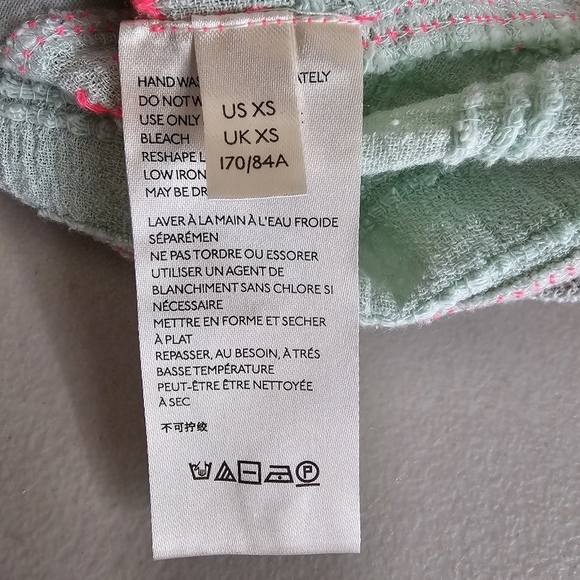 US XS
UK XS
170/84A
HAND
DO NOT
USE ONLY
BLEACH
RESHAPE
LOW IRON
MAY BE
LAVER À LA MAIN À L'EAU FROIDE
SÉPARÉMEN
NE PAS TORDRE OU ESSORER
UTILISER UN AGENT DE
BLANCHIMENT SANS CHLORE SI
NÉCESSAIRE
METTRE EN FORME ET SECHER
À PLAT
REPASSER, AU BESOIN, À TRÉS
BASSE TEMPÉRATURE
PEUT-ÊTRE ÊTRE NETTOYÉE
À SEC
不可拧绞
P